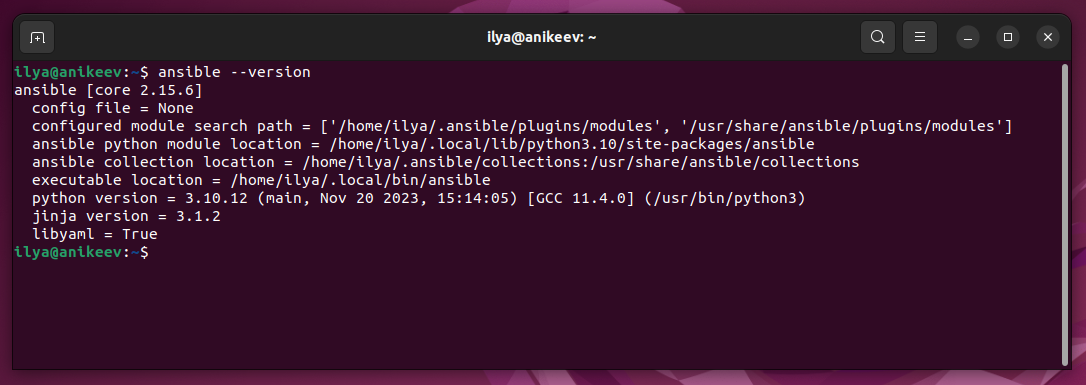 ilya@anikeev: ~
ilya@anikeev:~$ ansible --version
ansible [core 2.15.6]
  config file = None
  configured module search path = ['/home/ilya/.ansible/plugins/modules', '/usr/share/ansible/plugins/modules']
  ansible python module location = /home/ilya/.local/lib/python3.10/site-packages/ansible
  ansible collection location = /home/ilya/.ansible/collections:/usr/share/ansible/collections
  executable location = /home/ilya/.local/bin/ansible
  python version = 3.10.12 (main, Nov 20 2023, 15:14:05) [GCC 11.4.0] (/usr/bin/python3)
  jinja version = 3.1.2
  libyaml = True
ilya@anikeev:~$